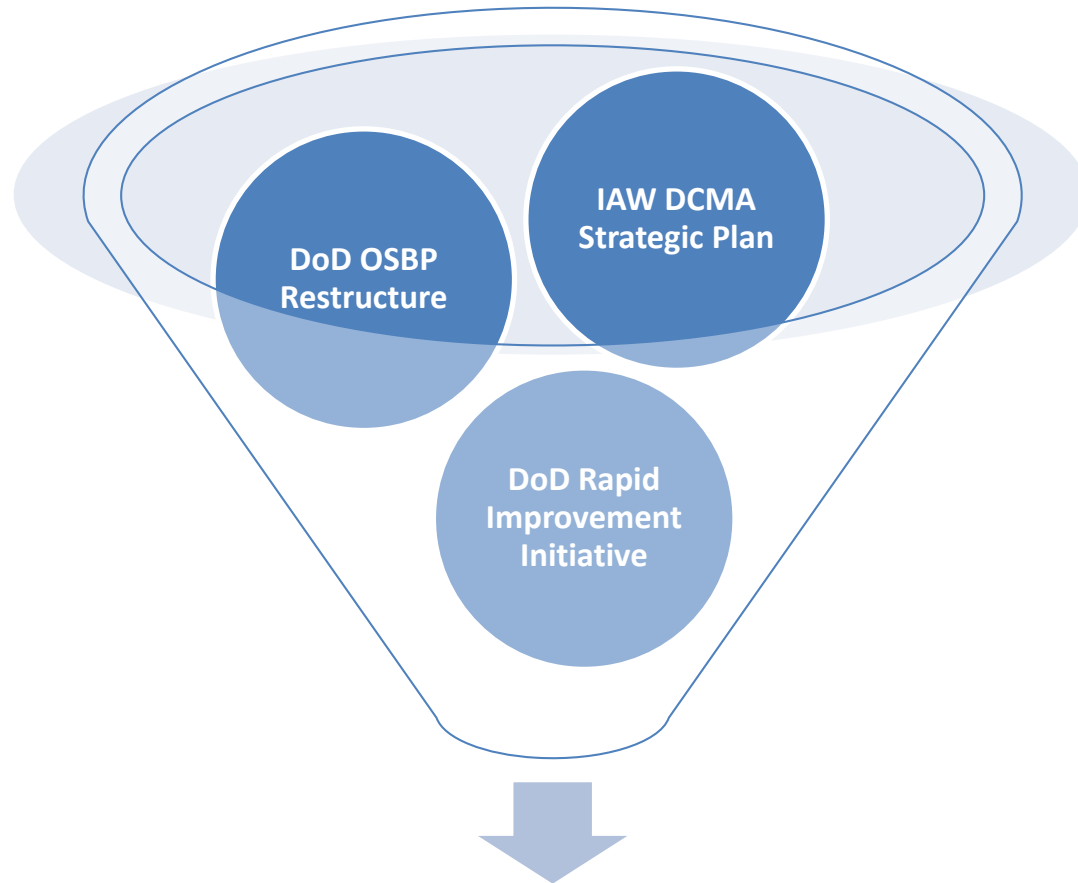 DoD OSBP
Restructure
IAW DCMA
Strategic Plan
DoD Rapid
Improvement
Initiative